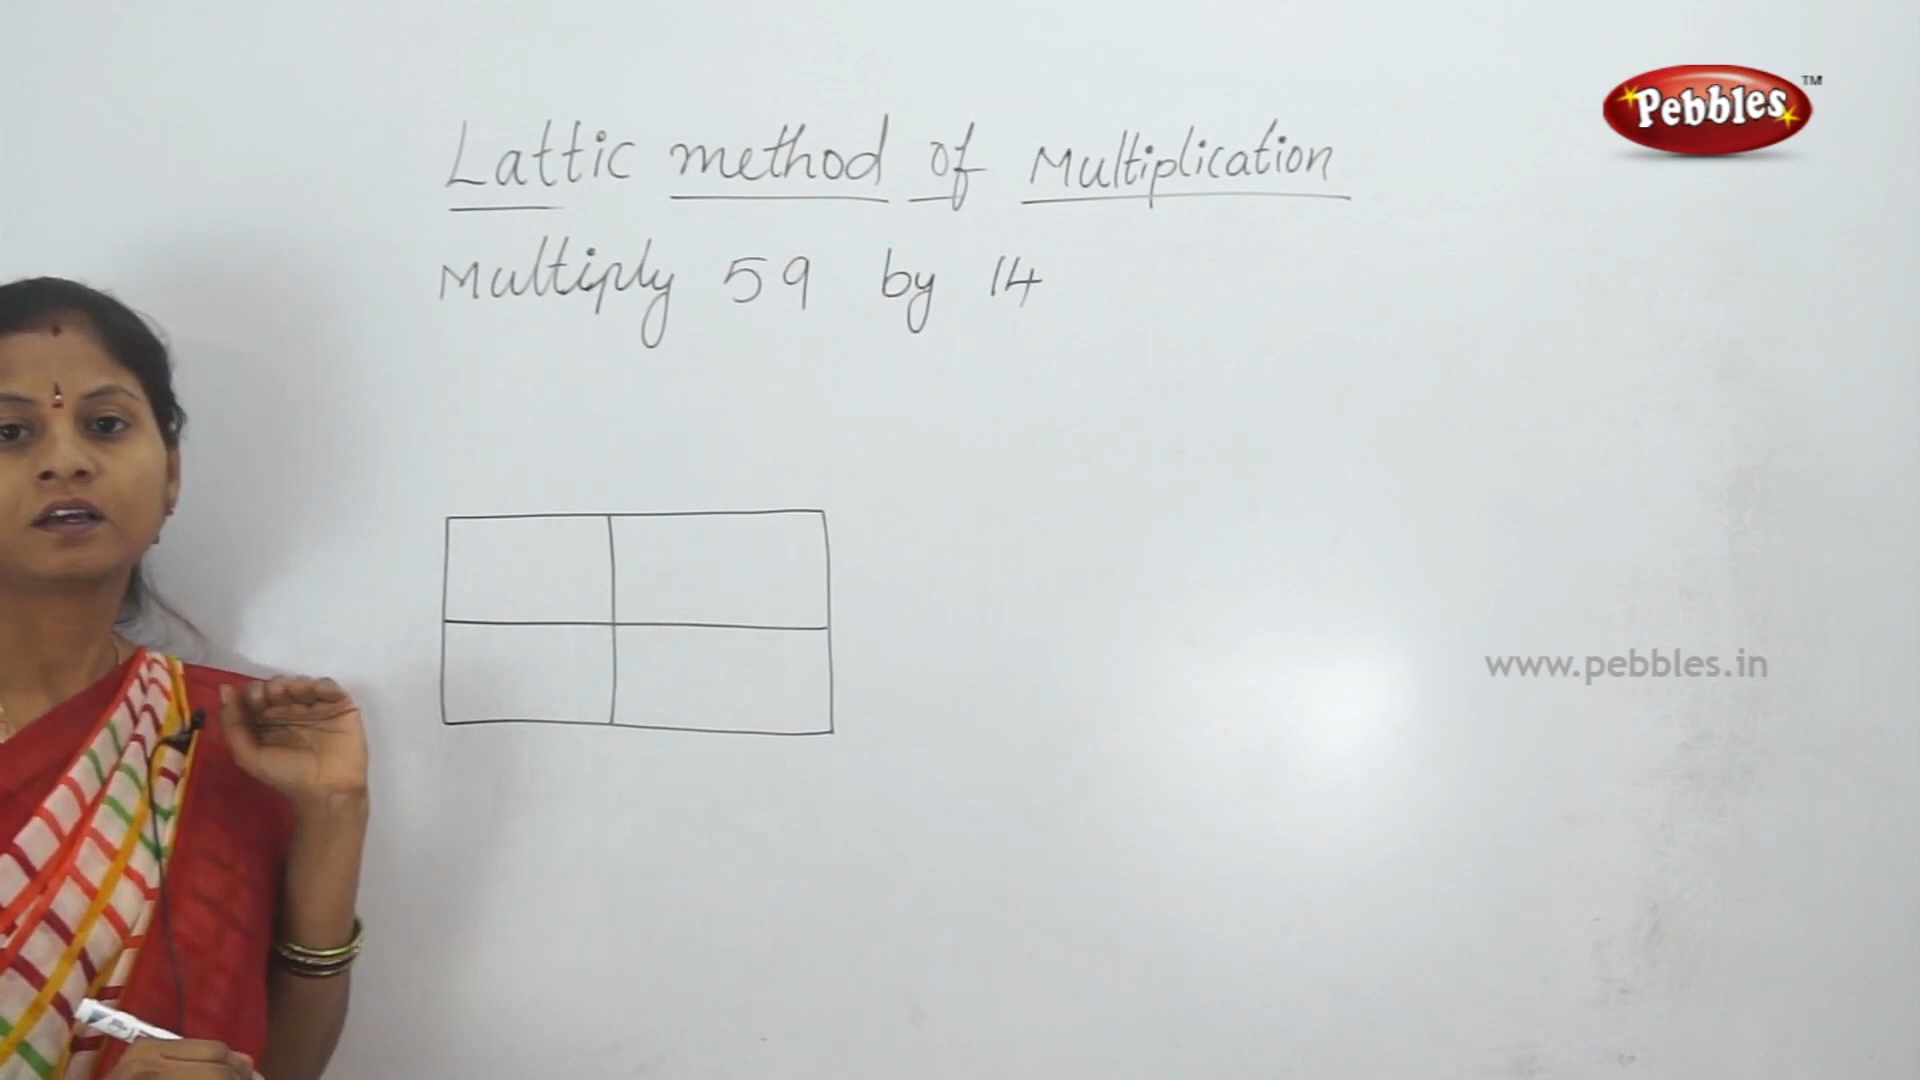 Pebbles TM
Lattic method of Multiplication
Multiply 59 by 14
www.pebbles.in